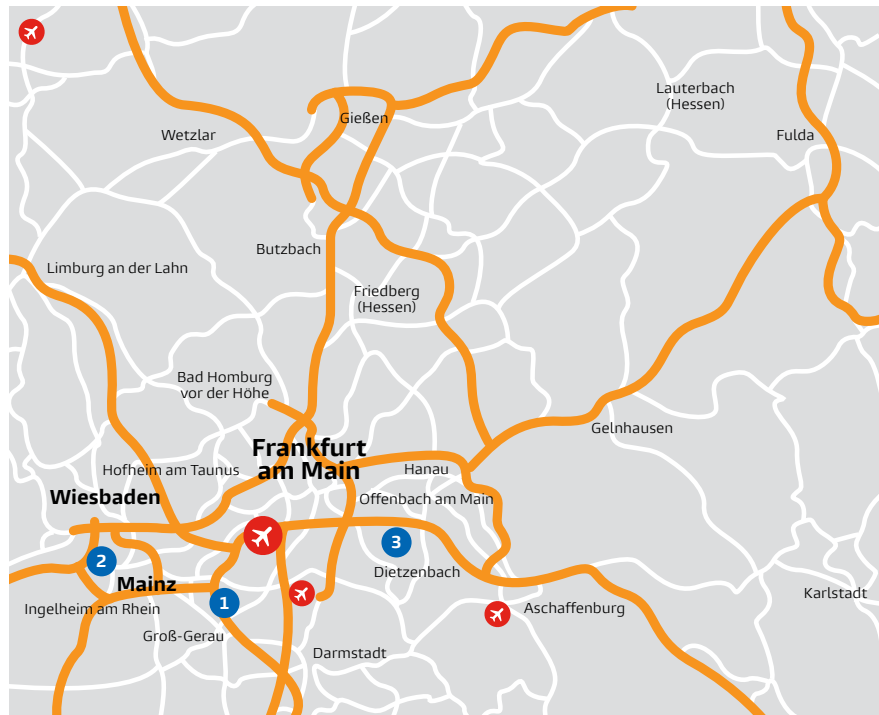 Lauterbach
(Hessen)
Gießen
Wetzlar
Fulda
Butzbach
Limburg an der Lahn
Friedberg
(Hessen)
Bad Homburg
vor der Höhe
Gelnhausen
Frankfurt
am Main
Hofheim am Taunus
Hanau
Wiesbaden
Offenbach am Main
3
2
Dietzenbach
Mainz
Karlstadt
1
Ingelheim am Rhein
Aschaffenburg
Groß-Gerau
Darmstadt